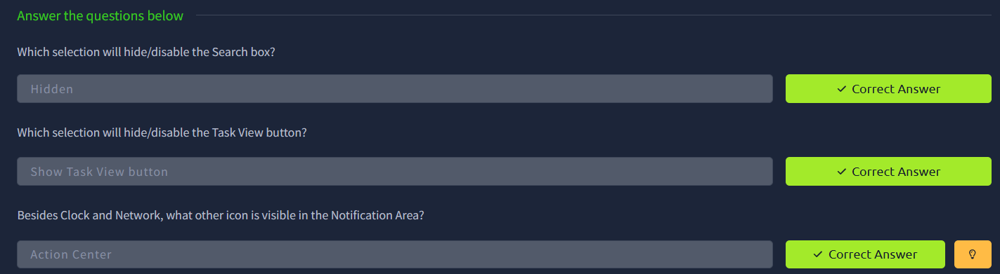 Answer the questions below
Which selection will hide/disable the Search box?
Hidden
Correct Answer
Which selection will hide/disable the Task View button?
Show Task View button
Correct Answer
Besides Clock and Network, what other icon is visible in the Notification Area?
Action Center
Correct Answer